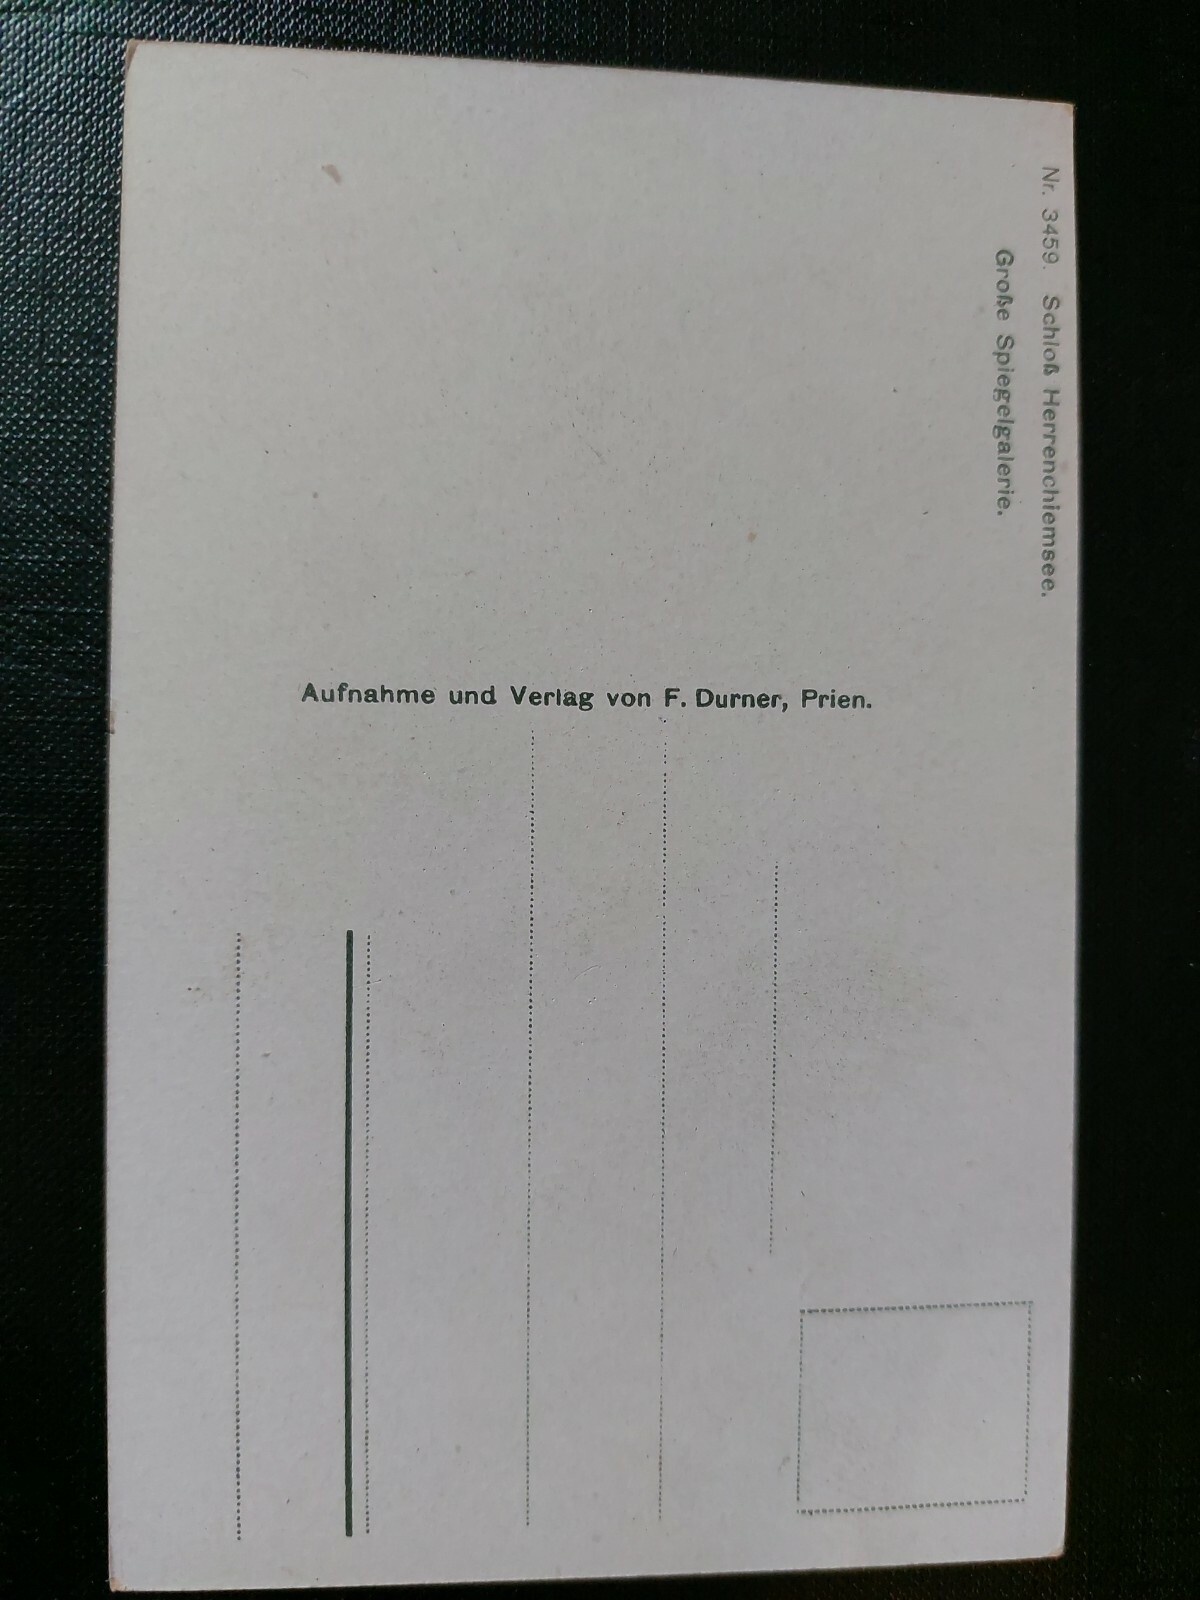 Nr. 3459. Schloß Herrenchiemsee.
Große Spiegelgalerie.
Aufnahme und Verlag von F. Durner, Prien.